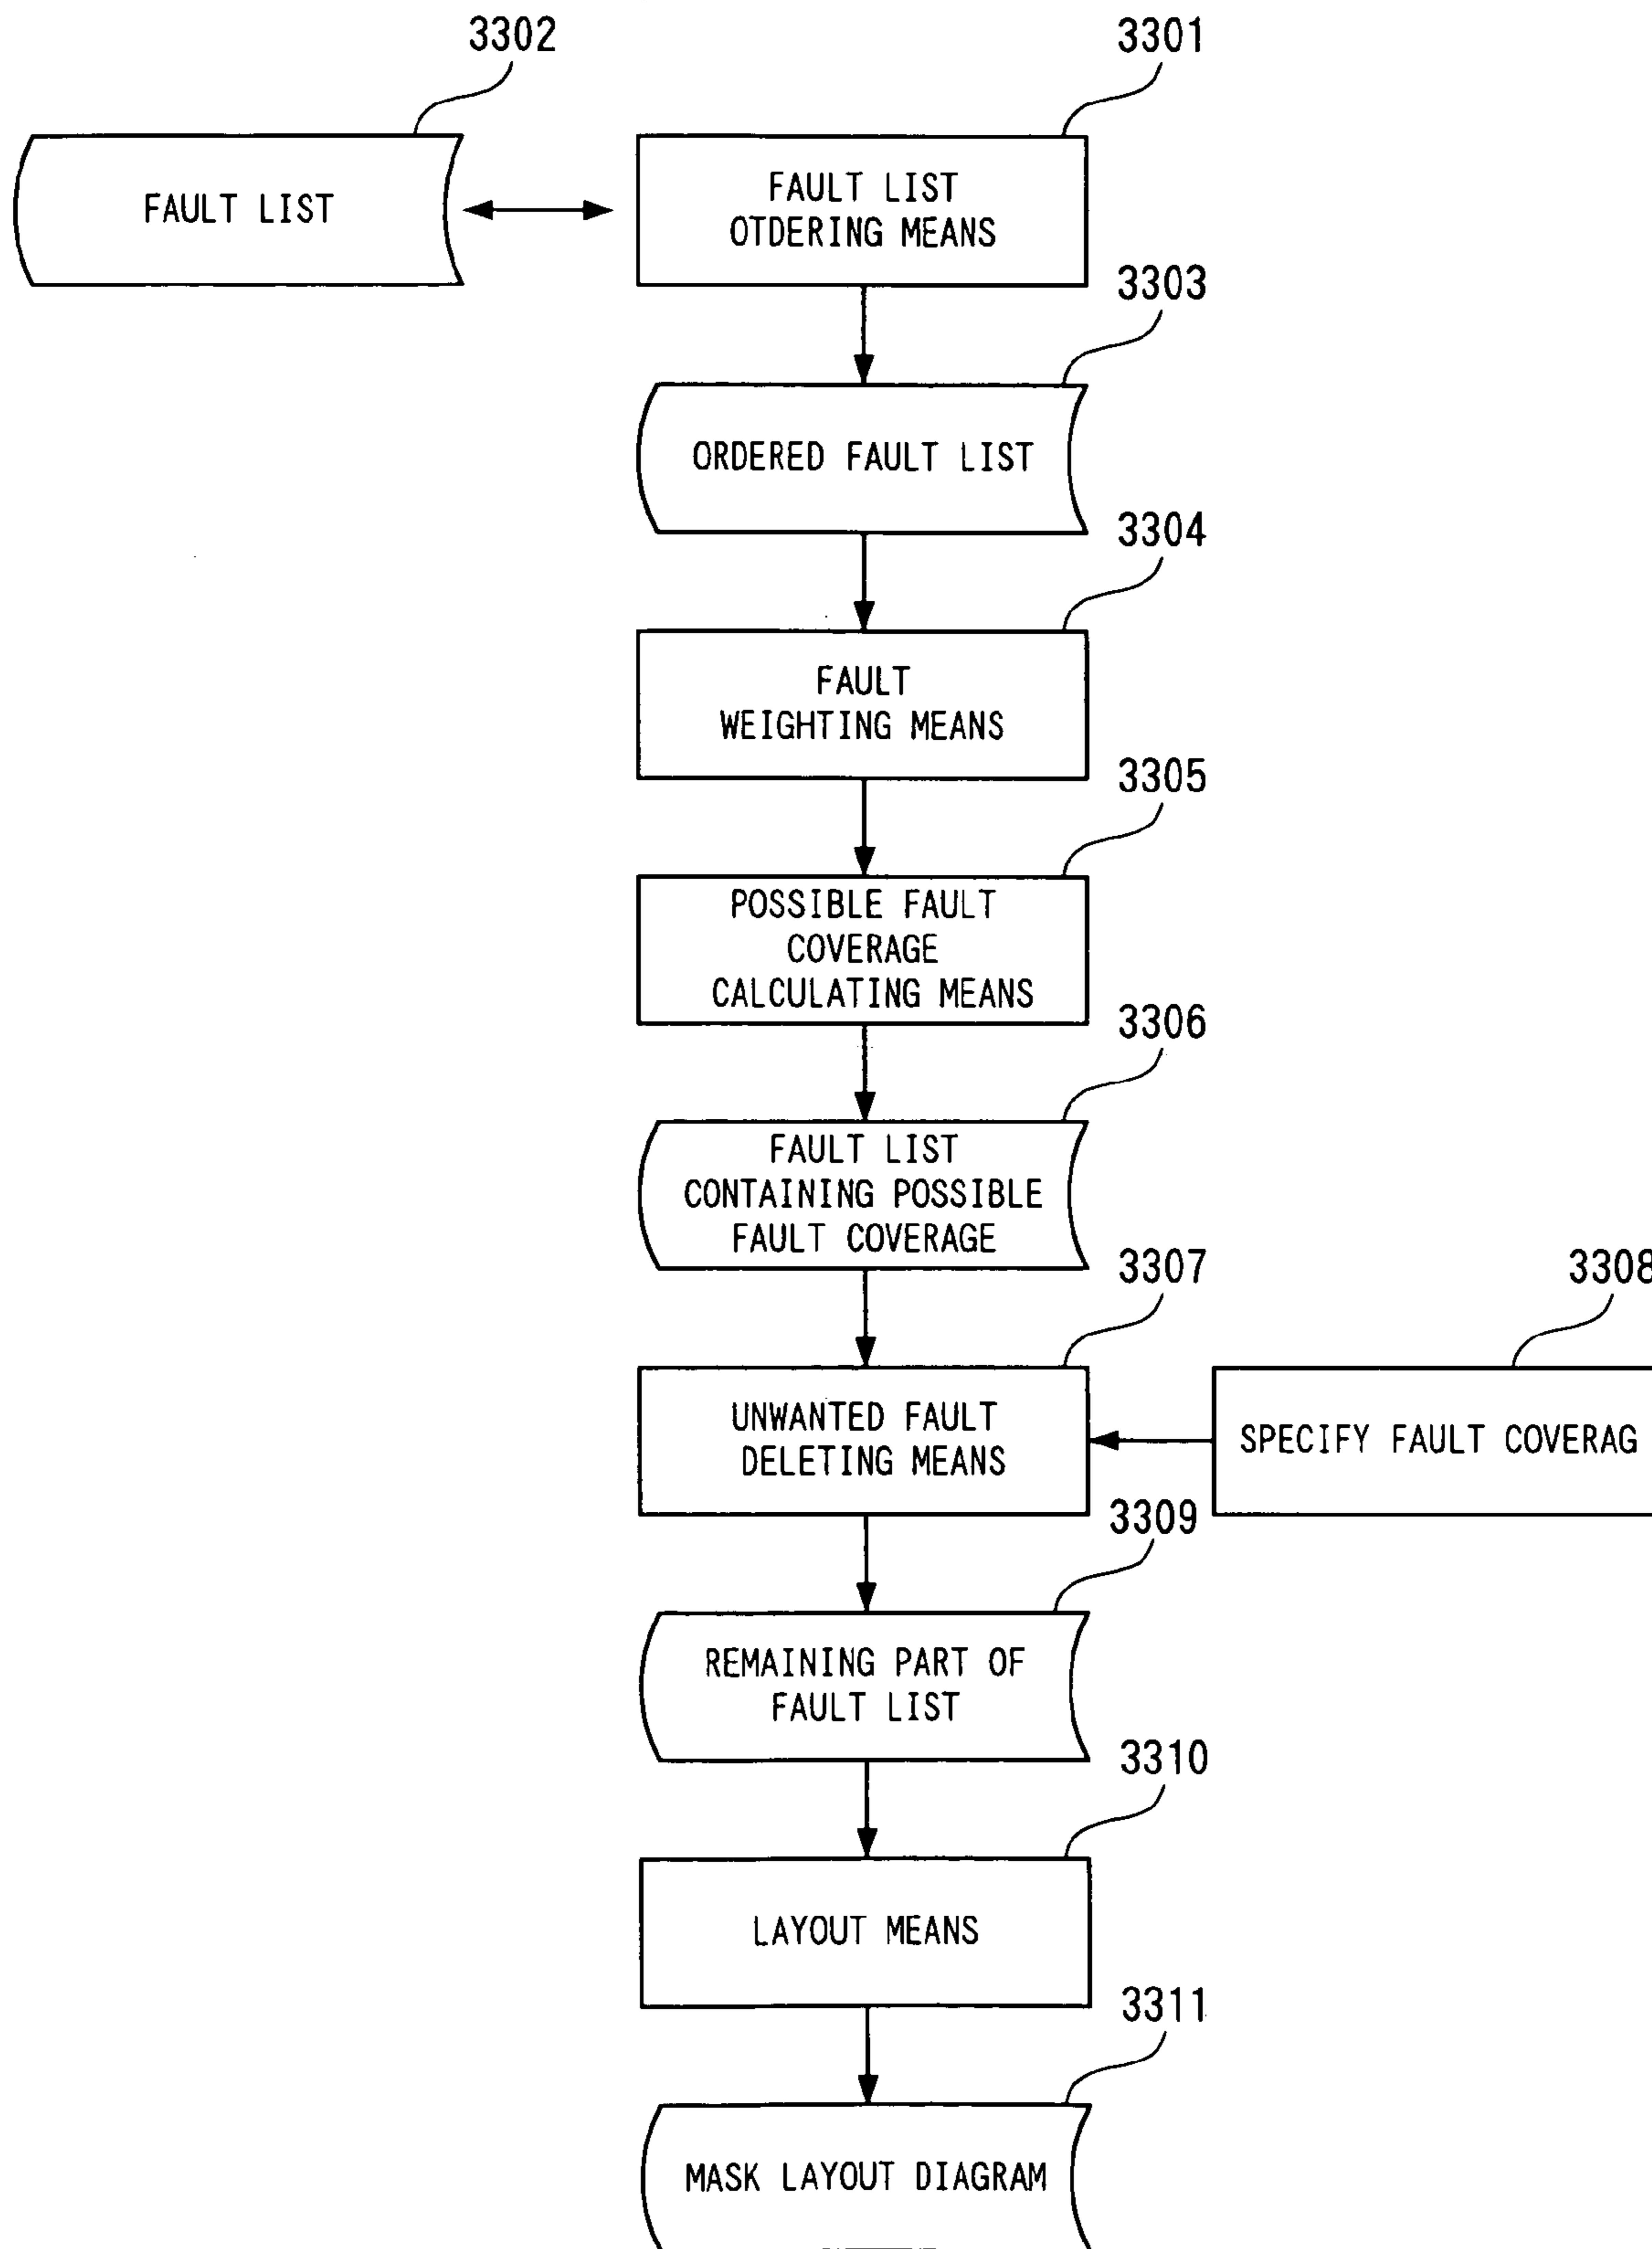 3302
3301
FAULT LIST
FAULT LIST
OTDERING MEANS
3303
ORDERED FAULT LIST
3304
FAULT
WEIGHTING MEANS
3305
POSSIBLE FAULT
COVERAGE
CALCULATING MEANS
3306
FAULT LIST
CONTAINING POSSIBLE
FAULT COVERAGE
3307
3308
UNWANTED FAULT
DELETING MEANS
SPECIFY FAULT COVERAG
3309
REMAINING PART OF
FAULT LIST
3310
LAYOUT MEANS
3311
MASK LAYOUT DIAGRAM